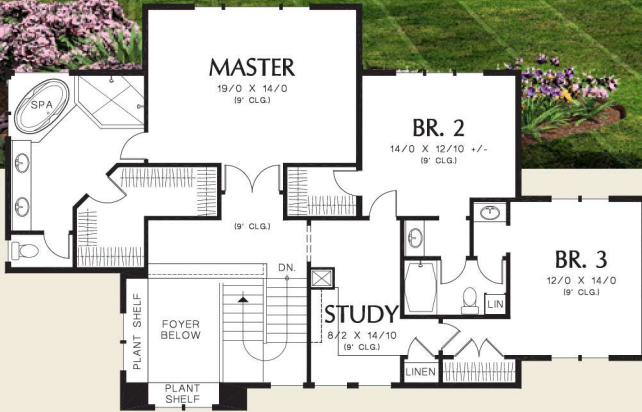 MASTER
19/0 X 14/0
(9' CLG.)
SPA
BR. 2
14/0 X 12/10 +/-
(9' CLG.)
(9' CLG.)
BR. 3
12/0 X 14/0
(9' CLG.)
DN.
LIN
STUDY
8/2 X 14/10
(9' CLG.)
PLANT SHELF
FOYER
BELOW
LINEN
PLANT
SHELF